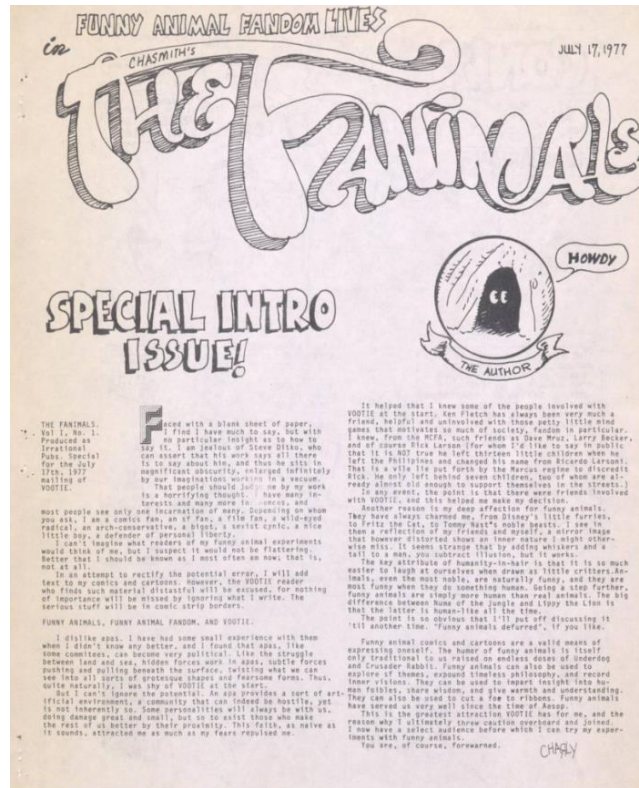 FUNNY ANIMAL FANDOM LIVES
in
CHASMITH'S
JULY 17, 1977
THE FANIMALS
HOWDY
SPECIAL INTRO
ISSUE!
THE AUTHOR
THE FANIMALS.
Vol 1, No. 1.
Produced as
Irrational
Pubs. Special
for the July
17th, 1977
mailing of
VOOTIE.
Faced with a blank sheet of paper,
I find I have much to say, but with
no particular insight as to how to
say it. I am jealous of Steve Ditko, who
can assert that his work says all there
is to say about him, and thus he sits in
magnificant obscurity, enlarged infinitely
by our imaginations working in a vacuum.
That people should judge me by my work
is a horrifying thought. I have many in-
terests and many more influences, and
most people see only one incarnation of many. Depending on whom
you ask, I am a comics fan, an sf fan, a film fan, a wild-eyed
radical, an arch-conservative, a bigot, a sexist cynic, a nice
little boy, a defender of personal liberty.
I can't imagine what readers of my funny animal experiments
would think of me, but I suspect it would not be flattering.
Better that I should be known as I most often am now, that is,
not at all.
In an attempt to rectify the potential error, I will add
text to my comics and cartoons. However, the VOOTIE reader
who finds such material distasteful will be excused, for nothing
of importance will be missed by ignoring what I write. The
serious stuff will be in comic strip borders.
FUNNY ANIMALS, FUNNY ANIMAL FANDOM, AND VOOTIE.
I dislike apas. I have had some small experience with them
when I didn't know any better, and I found that apas, like
some committees, can become very political. Like the struggle
between land and sea, hidden forces work in apas, subtle forces
pushing and pulling beneath the surface, twisting what we can
see into all sorts of grotesque shapes and fearsome forms. Thus,
quite naturally, I was shy of VOOTIE at the start.
But I can't ignore the potential. An apa provides a sort of art-
ificial environment, a community that can indeed be hostile, yet
is not inherently so. Some personalities will always be with us,
doing damage great and small, but so to exist those who make
the rest of us better by their proximity. This faith, as naive as
it sounds, attracted me as much as my fears repulsed me.
It helped that I knew some of the people involved with
VOOTIE at the start. Ken Fletch has always been very much a
friend, helpful and uninvolved with those petty little mind
games that motivates so much of society, fandom in particular.
I knew, from the MCFA, such friends as Dave Mruz, Larry Becker,
and of course Rick Larson [for whom I'd like to say in public
that it is NOT true he left thirteen little children when he
left the Philipines and changed his name from Ricardo Larsoni.
That is a vile lie put forth by the Marcos regime to discredit
Rick. He only left behind seven children, two of whom are al-
ready almost old enough to support themselves in the streets.]
In any event, the point is that there were friends involved
with VOOTIE, and this helped me make my decision.
Another reason is my deep affection for funny animals.
They have always charmed me, from Disney's little furries,
to Fritz the Cat, to Tommy Nast's noble beasts. I see in
them a reflection of my friends and myself, a mirror image
that however distorted shows an inner nature I might other-
wise miss. It seems strange that by adding whiskers and a
tail to a man, you subtract illusion, but it works.
The key attribute of humanity-in-hair is that it is so much
easier to laugh at ourselves when drawn as little critters. An-
imals, even the most noble, are naturally funny, and they are
most funny when they do something human. Going a step further,
funny animals are simply more human than real animals. The big
difference between Numa of the Jungle and Lippy the Lion is
that the latter is human-like all the time.
The point is so obvious that I'll put off discussing it
'til another time. "Funny animals deferred", if you like.
Funny animal comics and cartoons are a valid means of
expressing oneself. The humor of funny animals is itself
only traditional to us raised on endless doses of Underdog
and Crusader Rabbit. Funny animals can also be used to
explore sf themes, expound timeless philosophy, and record
inner visions. They can be used to impart insight into hu-
man foibles, share wisdom, and give warmth and understanding.
They can also be used to cut a foe to ribbons. Funny animals
have served us very well since the time of Aesop.
This is the greatest attraction VOOTIE has for me, and the
reason why I ultimately threw caution overboard and joined.
I now have a select audience before which I can try my exper-
iments with funny animals.
You are, of course, forewarned.
CHARLY